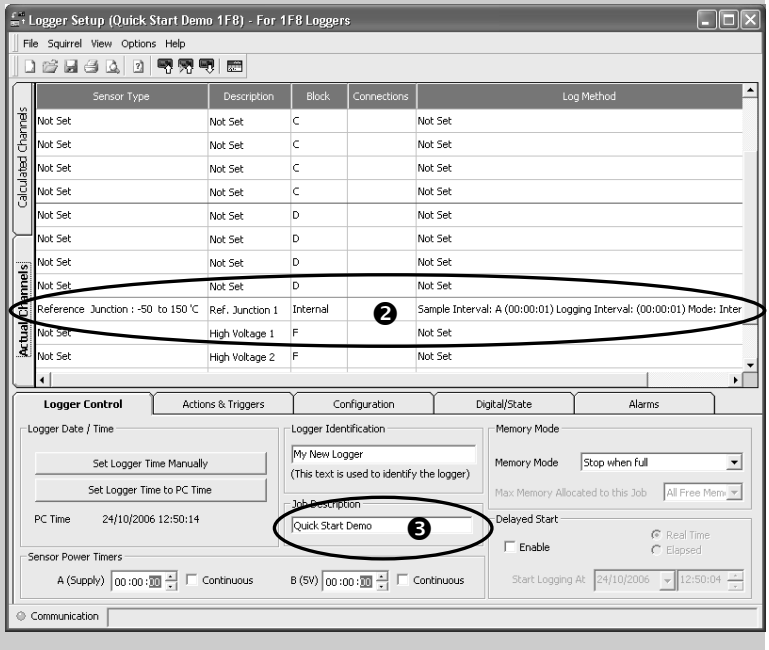 Logger Setup (Quick Start Demo 1F8) - For 1F8 Loggers
File Squirrel View Options Help
Calculated Channels
Actual Channels
Sensor Type Description Block Connections Log Method
Not Set Not Set C Not Set
Not Set Not Set C Not Set
Not Set Not Set C Not Set
Not Set Not Set C Not Set
Not Set Not Set D Not Set
Not Set Not Set D Not Set
Not Set Not Set D Not Set
Not Set Not Set D Not Set
Reference Junction : -50 to 150 'C Ref. Junction 1 Internal 2 Sample Interval: A (00:00:01) Logging Interval: (00:00:01) Mode: Inter
Not Set High Voltage 1 F Not Set
Not Set High Voltage 2 F Not Set
Logger Control Actions & Triggers Configuration Digital/State Alarms
Logger Date / Time
Set Logger Time Manually
Set Logger Time to PC Time
PC Time 24/10/2006 12:50:14
Logger Identification
My New Logger
(This text is used to identify the logger)
Job Description
Quick Start Demo 3
Memory Mode
Memory Mode Stop when full
Max Memory Allocated to this Job All Free Mem
Delayed Start
Enable
Real Time
Elapsed
Start Logging At 24/10/2006 12:50:04
Sensor Power Timers
A (Supply) 00:00:00 Continuous B (5V) 00:00:00 Continuous
Communication